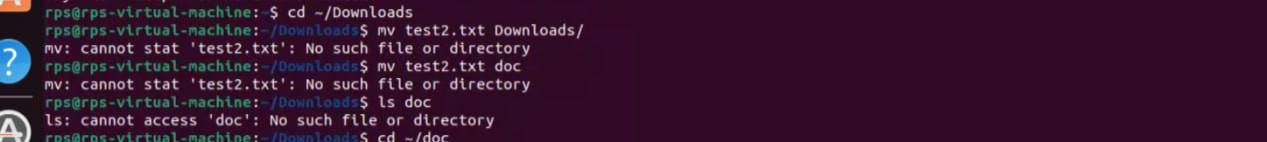 rps@rps-virtual-machine:~$ cd ~/Downloads
rps@rps-virtual-machine:~/Downloads$ mv test2.txt Downloads/
mv: cannot stat 'test2.txt': No such file or directory
rps@rps-virtual-machine:~/Downloads$ mv test2.txt doc
mv: cannot stat 'test2.txt': No such file or directory
rps@rps-virtual-machine:~/Downloads$ ls doc
ls: cannot access 'doc': No such file or directory
rps@rps-virtual-machine:~/Downloads$ cd ~/doc